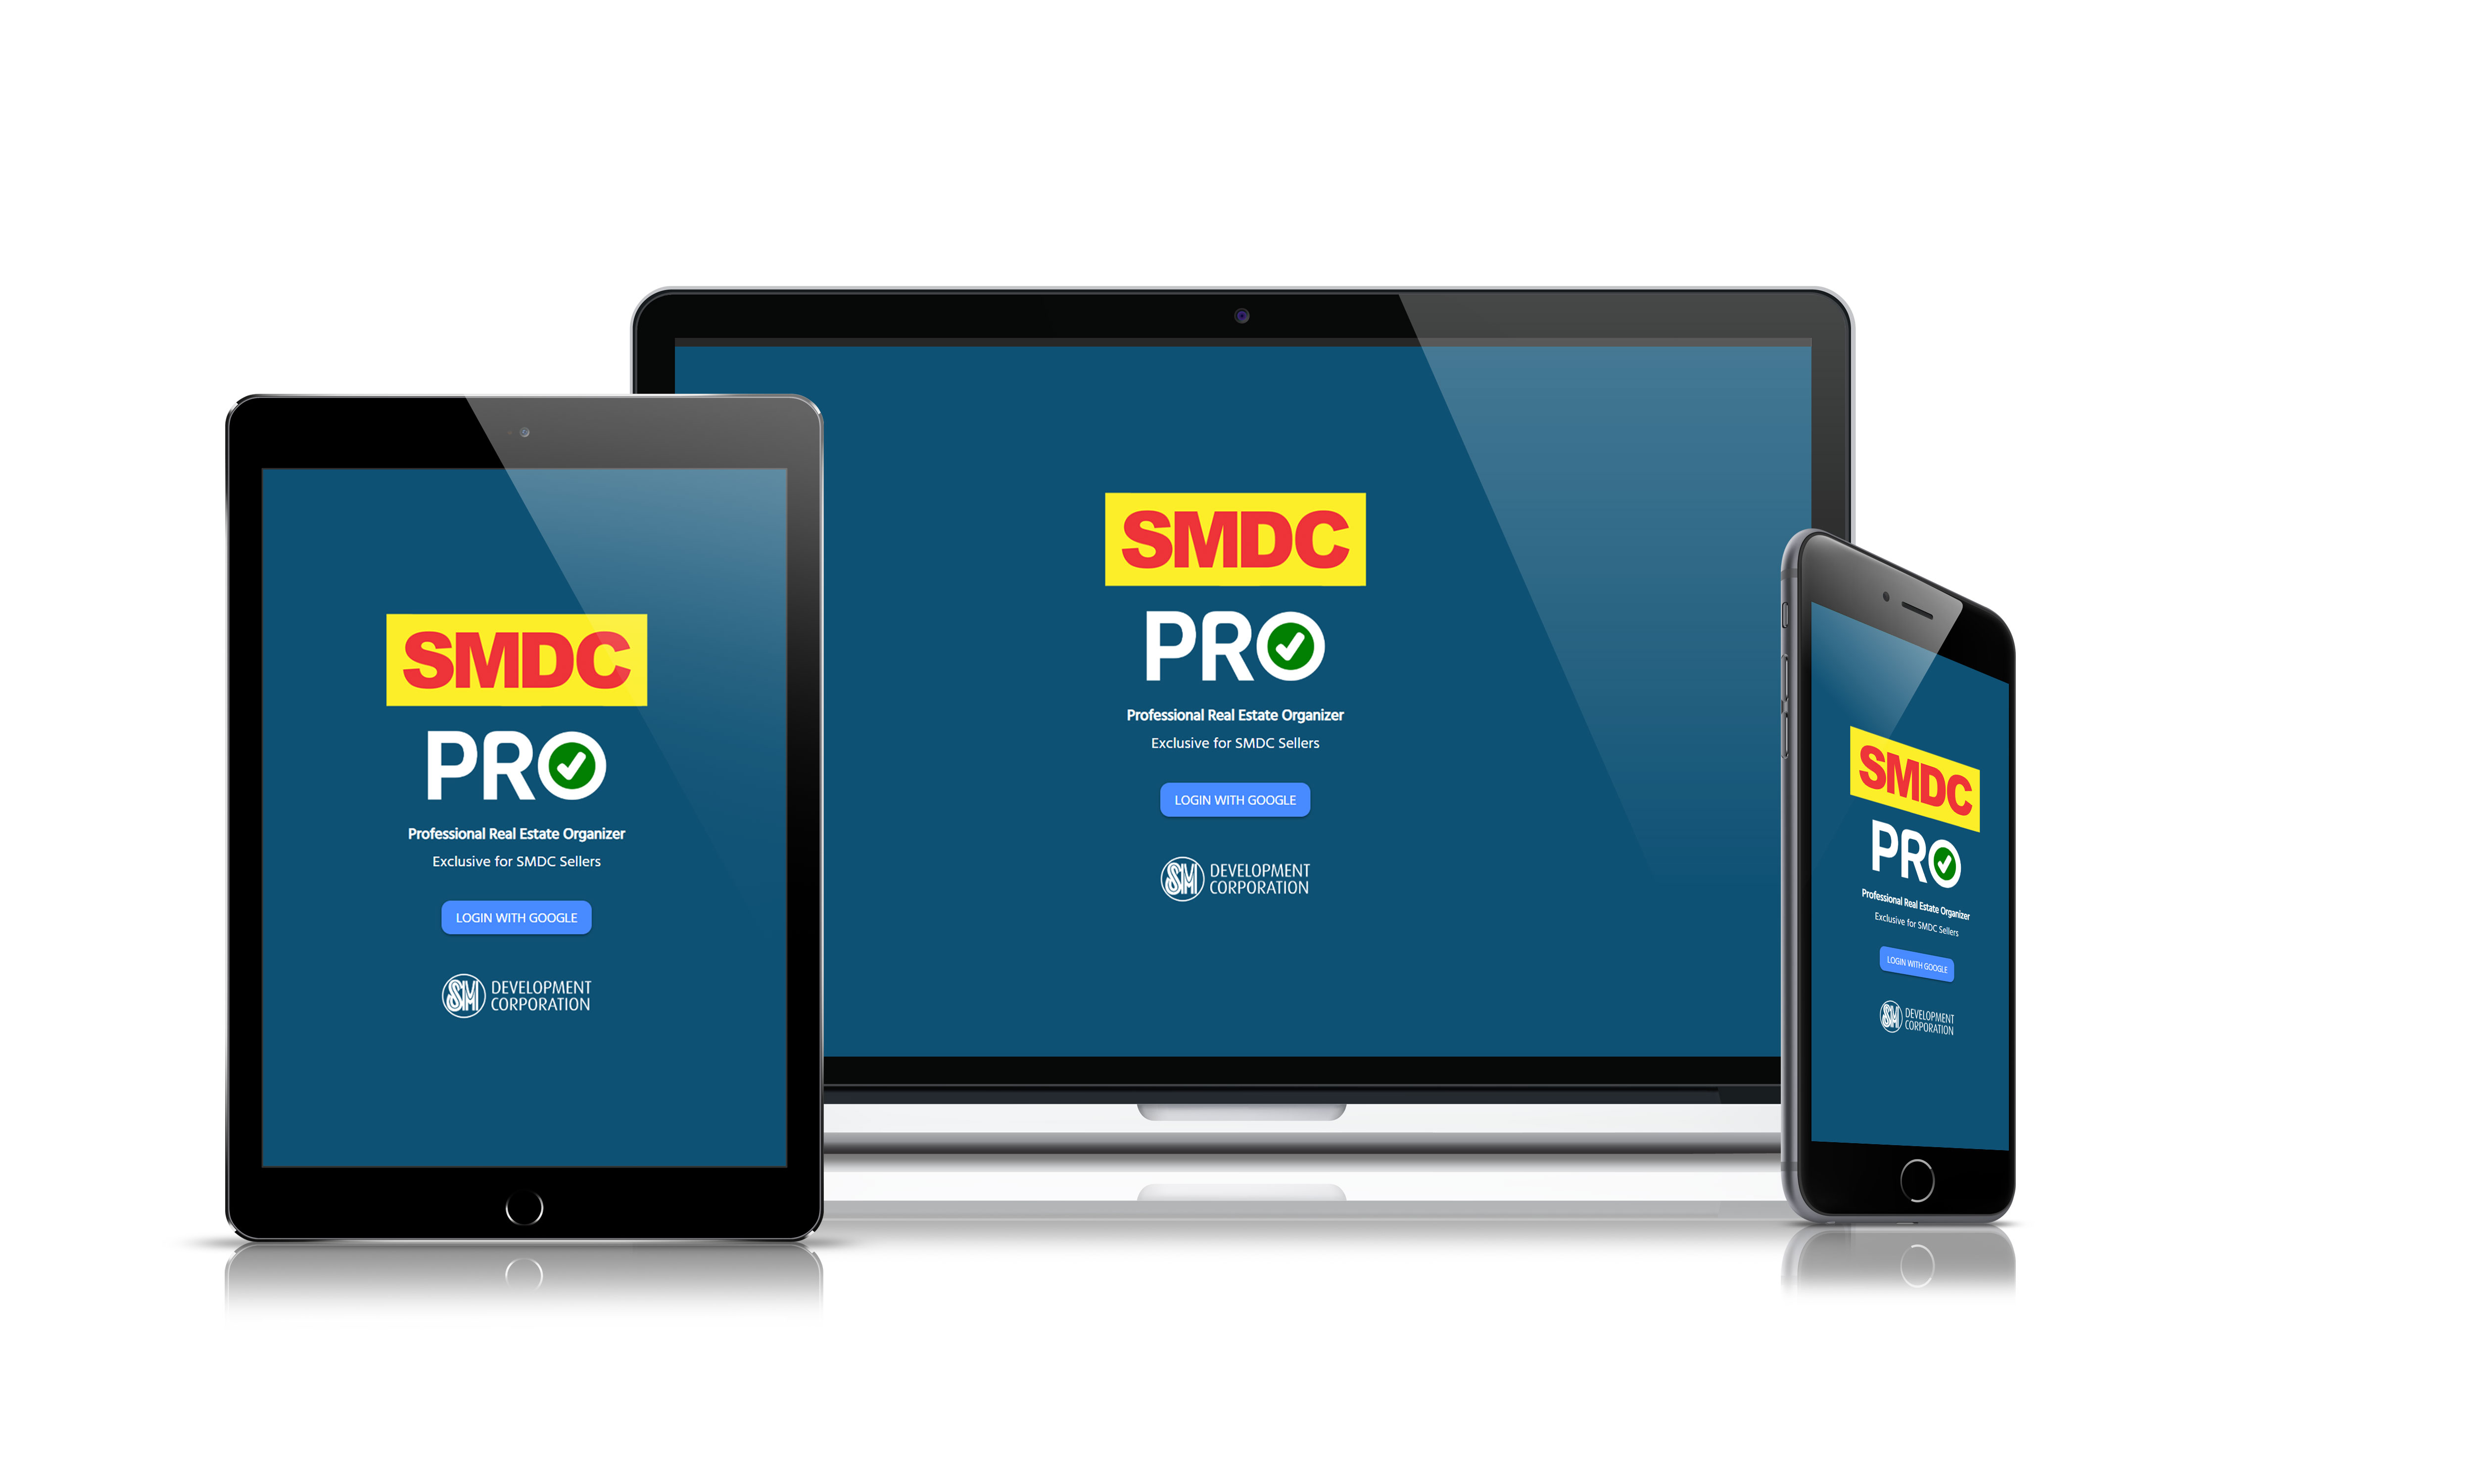 SMDC
PRO
Professional Real Estate Organizer
Exclusive for SMDC Sellers
LOGIN WITH GOOGLE
SM DEVELOPMENT
CORPORATION
SMDC
PRO
Professional Real Estate Organizer
Exclusive for SMDC Sellers
LOGIN WITH GOOGLE
SM DEVELOPMENT
CORPORATION
SMDC
PRO
Professional Real Estate Organizer
Exclusive for SMDC Sellers
LOGIN WITH GOOGLE
SM DEVELOPMENT
CORPORATION